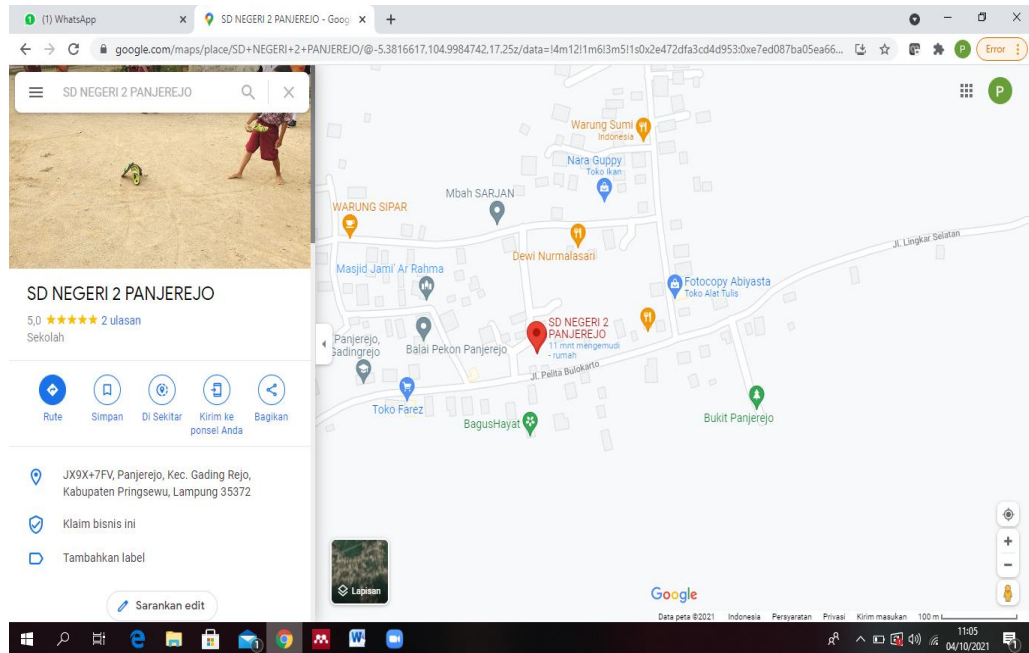 (1) WhatsApp
SD NEGERI 2 PANJEREJO - Goog
google.com/maps/place/SD+NEGERI+2+PANJEREJO/@-5.3816617,104.9984742,17.25z/data=!4m12!1m6!3m5!1s0x2e472dfa3cd4d953:0xe7ed087ba05ea66...
P
Error
SD NEGERI 2 PANJEREJO
P
SD NEGERI 2 PANJEREJO
5,0 ★★★★★ 2 ulasan
Sekolah
Rute
Simpan
Di Sekitar
Kirim ke
ponsel Anda
Bagikan
JX9X+7FV, Panjerejo, Kec. Gading Rejo,
Kabupaten Pringsewu, Lampung 35372
Klaim bisnis ini
Tambahkan label
Sarankan edit
Warung Sumi
Indonesia
Nara Guppy
Toko Ikan
Mbah SARJAN
WARUNG SIPAR
Dewi Nurmalasari
Jl. Lingkar Selatan
Masjid Jami' Ar Rahma
Fotocopy Abiyasta
Toko Alat Tulis
SD NEGERI 2
PANJEREJO
11 mnt mengemudi
- rumah
Panjerejo,
Gadingrejo
Balai Pekon Panjerejo
Jl. Pelita Bulokarto
Toko Farez
BagusHayat
Bukit Panjerejo
Lapisan
Google
Data peta ©2021
Indonesia
Persyaratan
Privasi
Kirim masukan
100 m
11:05
04/10/2021